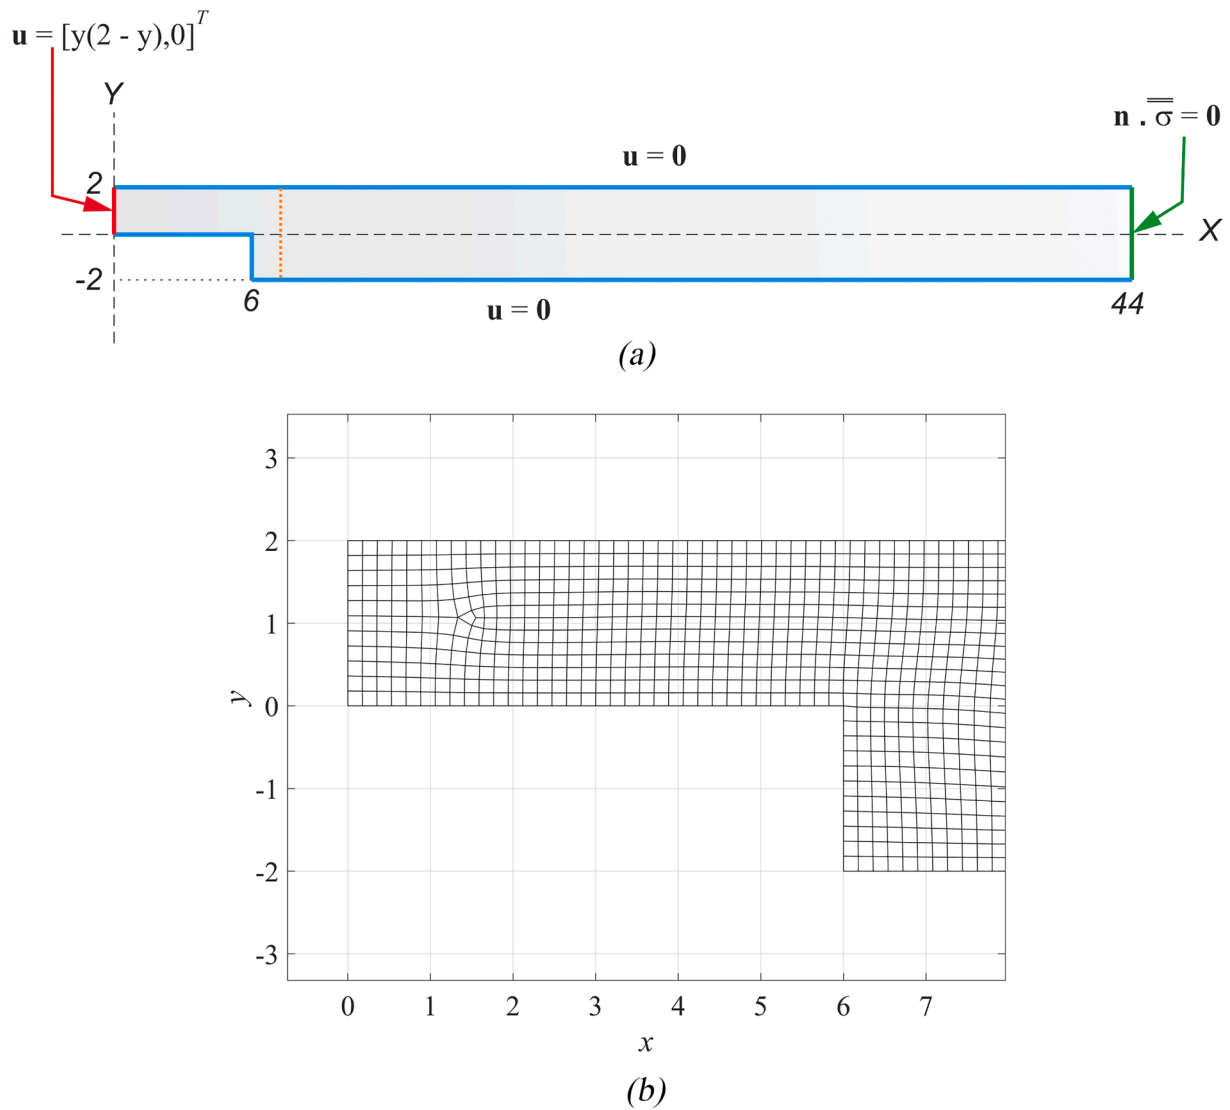 u = [y(2 - y),0]^T
Y
n . σ = 0
u = 0
2
X
-2
6
44
u = 0
(a)
3
2
1
0
-1
-2
-3
y
0 1 2 3 4 5 6 7
x
(b)